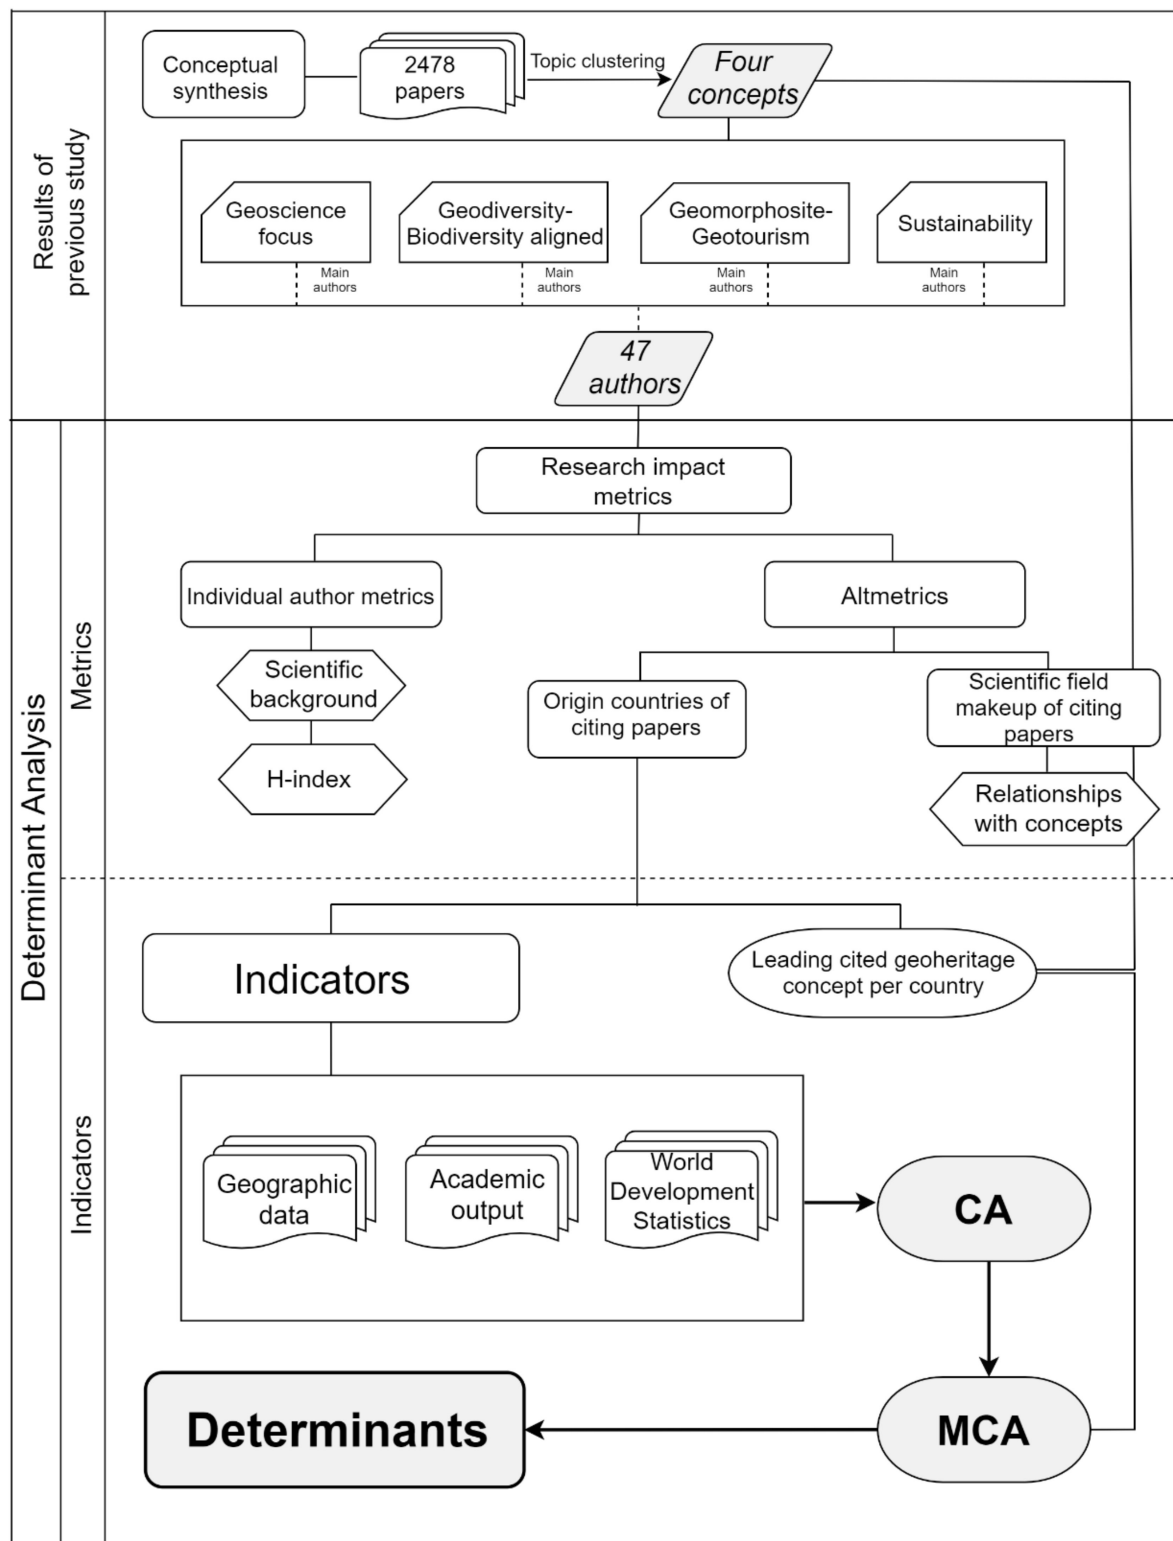 Results of
previous study
Conceptual
synthesis
2478
papers
Topic clustering
Four
concepts
Geoscience
focus
Geodiversity-
Biodiversity aligned
Geomorphosite-
Geotourism
Sustainability
Main
authors
Main
authors
Main
authors
Main
authors
47
authors
Determinant Analysis
Metrics
Research impact
metrics
Individual author metrics
Altmetrics
Scientific
background
H-index
Origin countries of
citing papers
Scientific field
makeup of citing
papers
Relationships
with concepts
Indicators
Indicators
Leading cited geoheritage
concept per country
Geographic
data
Academic
output
World
Development
Statistics
CA
MCA
Determinants